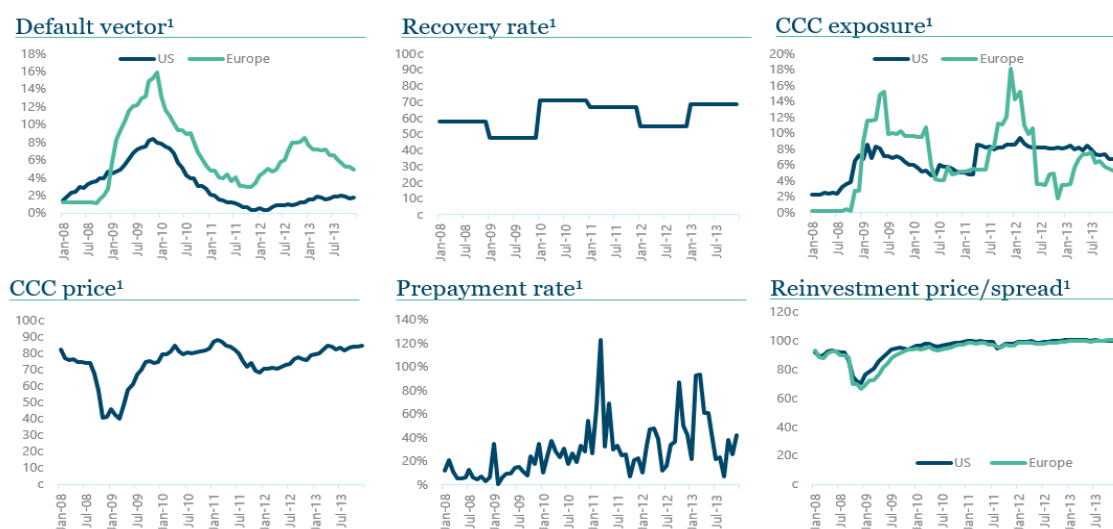 Default vector¹
18%
16%
14%
12%
10%
8%
6%
4%
2%
0%
US
Europe
Jan-08
Jul-08
Jan-09
Jul-09
Jan-10
Jul-10
Jan-11
Jul-11
Jan-12
Jul-12
Jan-13
Jul-13
Recovery rate¹
100c
90c
80c
70c
60c
50c
40c
30c
20c
10c
c
Jan-08
Jul-08
Jan-09
Jul-09
Jan-10
Jul-10
Jan-11
Jul-11
Jan-12
Jul-12
Jan-13
Jul-13
CCC exposure¹
20%
18%
16%
14%
12%
10%
8%
6%
4%
2%
0%
US
Europe
Jan-08
Jul-08
Jan-09
Jul-09
Jan-10
Jul-10
Jan-11
Jul-11
Jan-12
Jul-12
Jan-13
Jul-13
CCC price¹
100c
90c
80c
70c
60c
50c
40c
30c
20c
10c
c
Jan-08
Jul-08
Jan-09
Jul-09
Jan-10
Jul-10
Jan-11
Jul-11
Jan-12
Jul-12
Jan-13
Jul-13
Prepayment rate¹
140%
120%
100%
80%
60%
40%
20%
%
Jan-08
Jul-08
Jan-09
Jul-09
Jan-10
Jul-10
Jan-11
Jul-11
Jan-12
Jul-12
Jan-13
Jul-13
Reinvestment price/spread¹
120c
100c
80c
60c
40c
20c
c
US
Europe
Jan-08
Jul-08
Jan-09
Jul-09
Jan-10
Jul-10
Jan-11
Jul-11
Jan-12
Jul-12
Jan-13
Jul-13